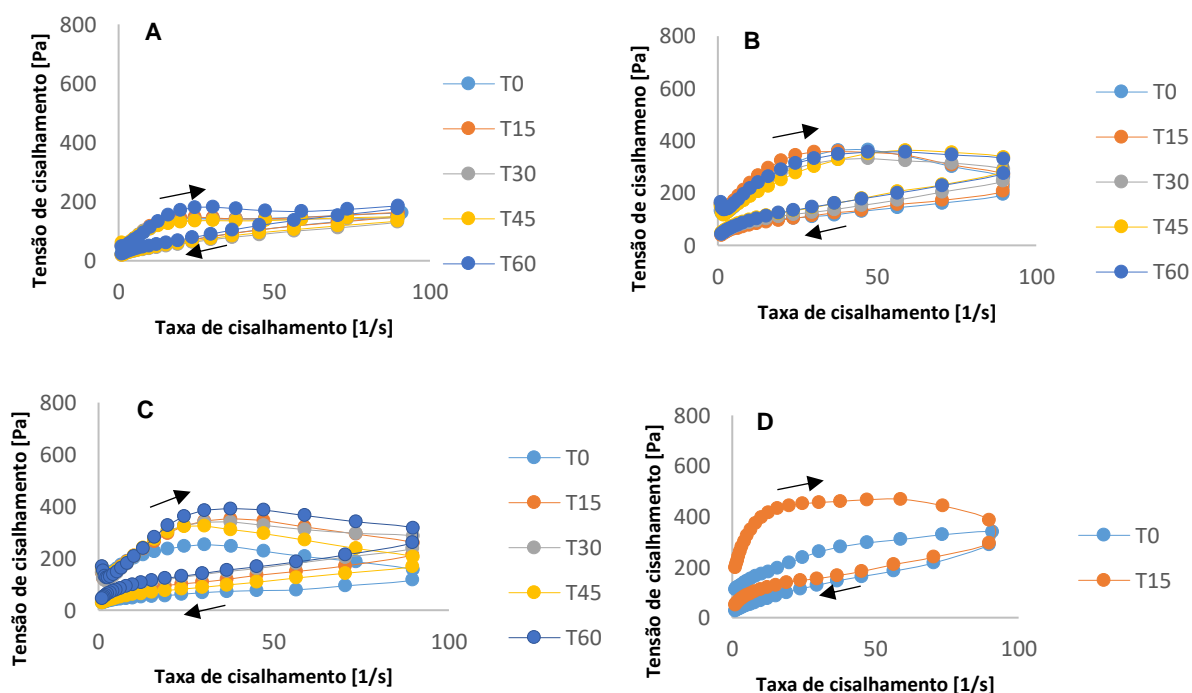 A
Tensão de cisalhamento [Pa]
800
600
400
200
0
0
50
100
Taxa de cisalhamento [1/s]
T0
T15
T30
T45
T60
B
Tensão de cisalhameno [Pa]
800
600
400
200
0
0
50
100
Taxa de cisalhamento [1/s]
T0
T15
T30
T45
T60
C
Tensão de cisalhamento [Pa]
800
600
400
200
0
0
50
100
Taxa de cisalhamento [1/s]
T0
T15
T30
T45
T60
D
Tensão de cisalhamento [Pa]
800
600
400
200
0
0
50
100
Taxa de cisalhamento [1/s]
T0
T15